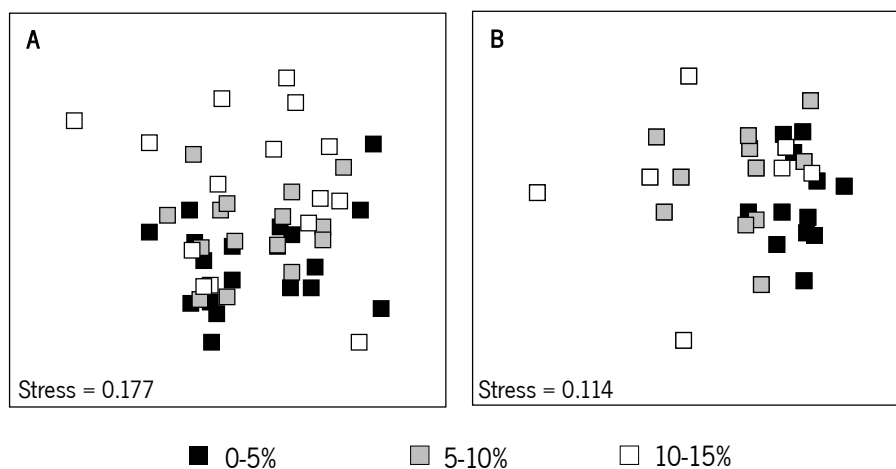 A
B
Stress = 0.177
Stress = 0.114
0-5%
5-10%
10-15%